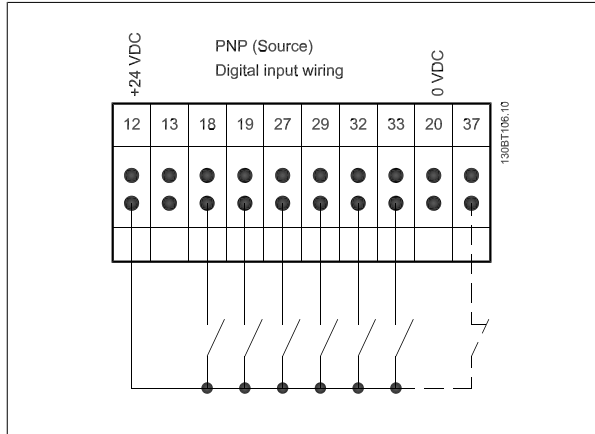 +24 VDC
PNP (Source)
Digital input wiring
0 VDC
12 13 18 19 27 29 32 33 20 37
130BT106.10